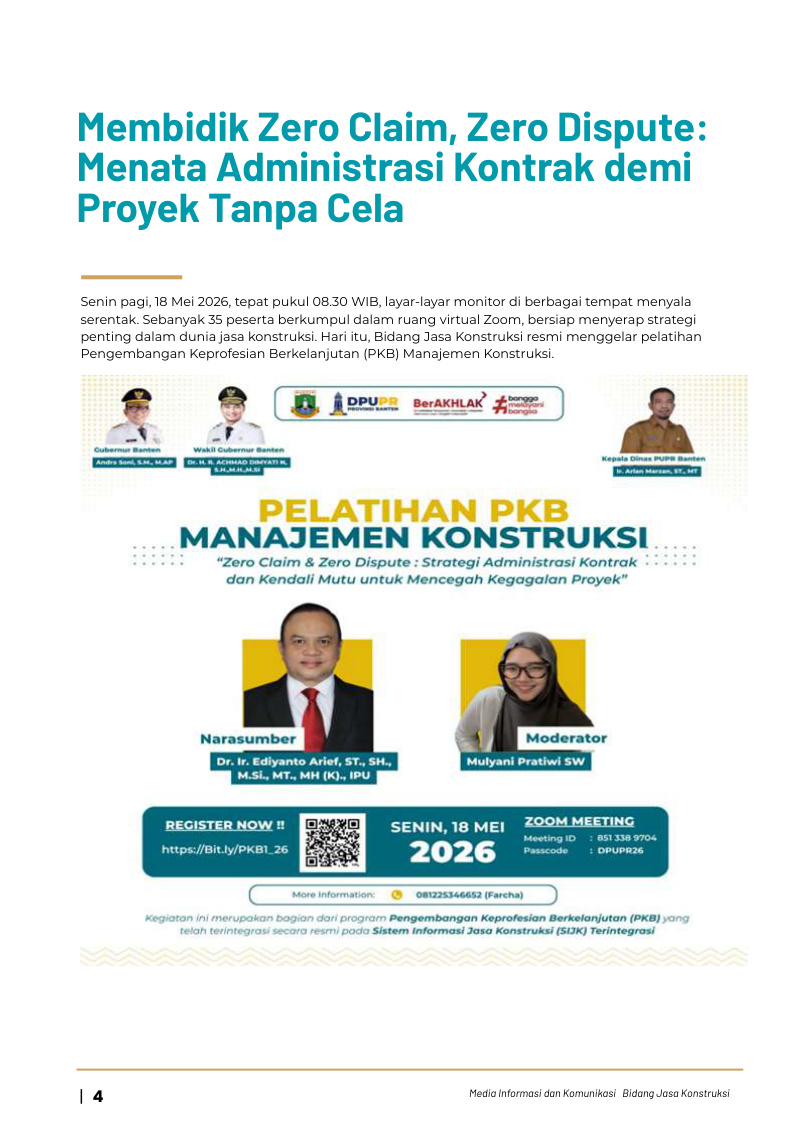 Membidik Zero Claim, Zero Dispute:
Menata Administrasi Kontrak demi
Proyek Tanpa Cela
Senin pagi, 18 Mei 2026, tepat pukul 08.30 WIB, layar-layar monitor di berbagai tempat menyala
serentak. Sebanyak 35 peserta berkumpul dalam ruang virtual Zoom, bersiap menyerap strategi
penting dalam dunia jasa konstruksi. Hari itu, Bidang Jasa Konstruksi resmi menggelar pelatihan
Pengembangan Keprofesian Berkelanjutan (PKB) Manajemen Konstruksi.
DPUPR
PROVINSI BANTEN
BerAKHLAK
bangga
melayani
bangsa
Gubernur Banten
Andra Soni, S.M., M.AP
Wakil Gubernur Banten
Dr. H. R. ACHMAD DIMYATI N,
S.H.,M.H.,M.SI
Kepala Dinas PUPR Banten
Ir. Arlan Marzan, ST., MT
PELATIHAN PKB
MANAJEMEN KONSTRUKSI
“Zero Claim & Zero Dispute : Strategi Administrasi Kontrak
dan Kendali Mutu untuk Mencegah Kegagalan Proyek”
Narasumber
Dr. Ir. Ediyanto Arief, ST., SH.,
M.Si., MT., MH (K)., IPU
Moderator
Mulyani Pratiwi SW
REGISTER NOW !!
https://Bit.ly/PKB1_26
SENIN, 18 MEI
2026
ZOOM MEETING
Meeting ID : 851 338 9704
Passcode : DPUPR26
More Information: 081225346652 (Farcha)
Kegiatan ini merupakan bagian dari program Pengembangan Keprofesian Berkelanjutan (PKB) yang
telah terintegrasi secara resmi pada Sistem Informasi Jasa Konstruksi (SIJK) Terintegrasi
| 4
Media Informasi dan Komunikasi Bidang Jasa Konstruksi